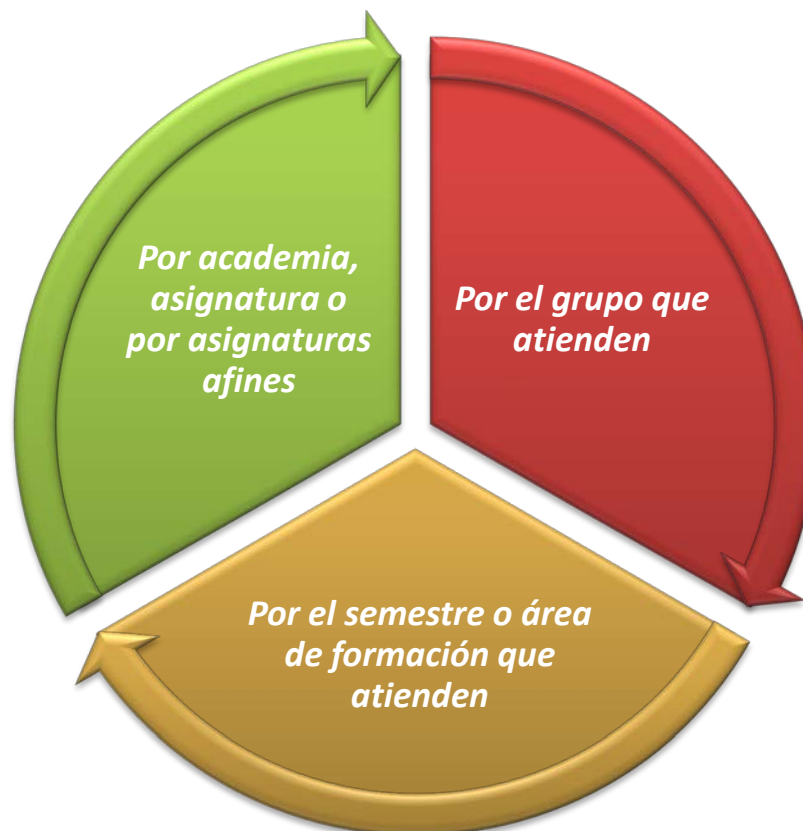 Por academia,
asignatura o
por asignaturas
afines
Por el grupo que
atienden
Por el semestre o área
de formación que
atienden